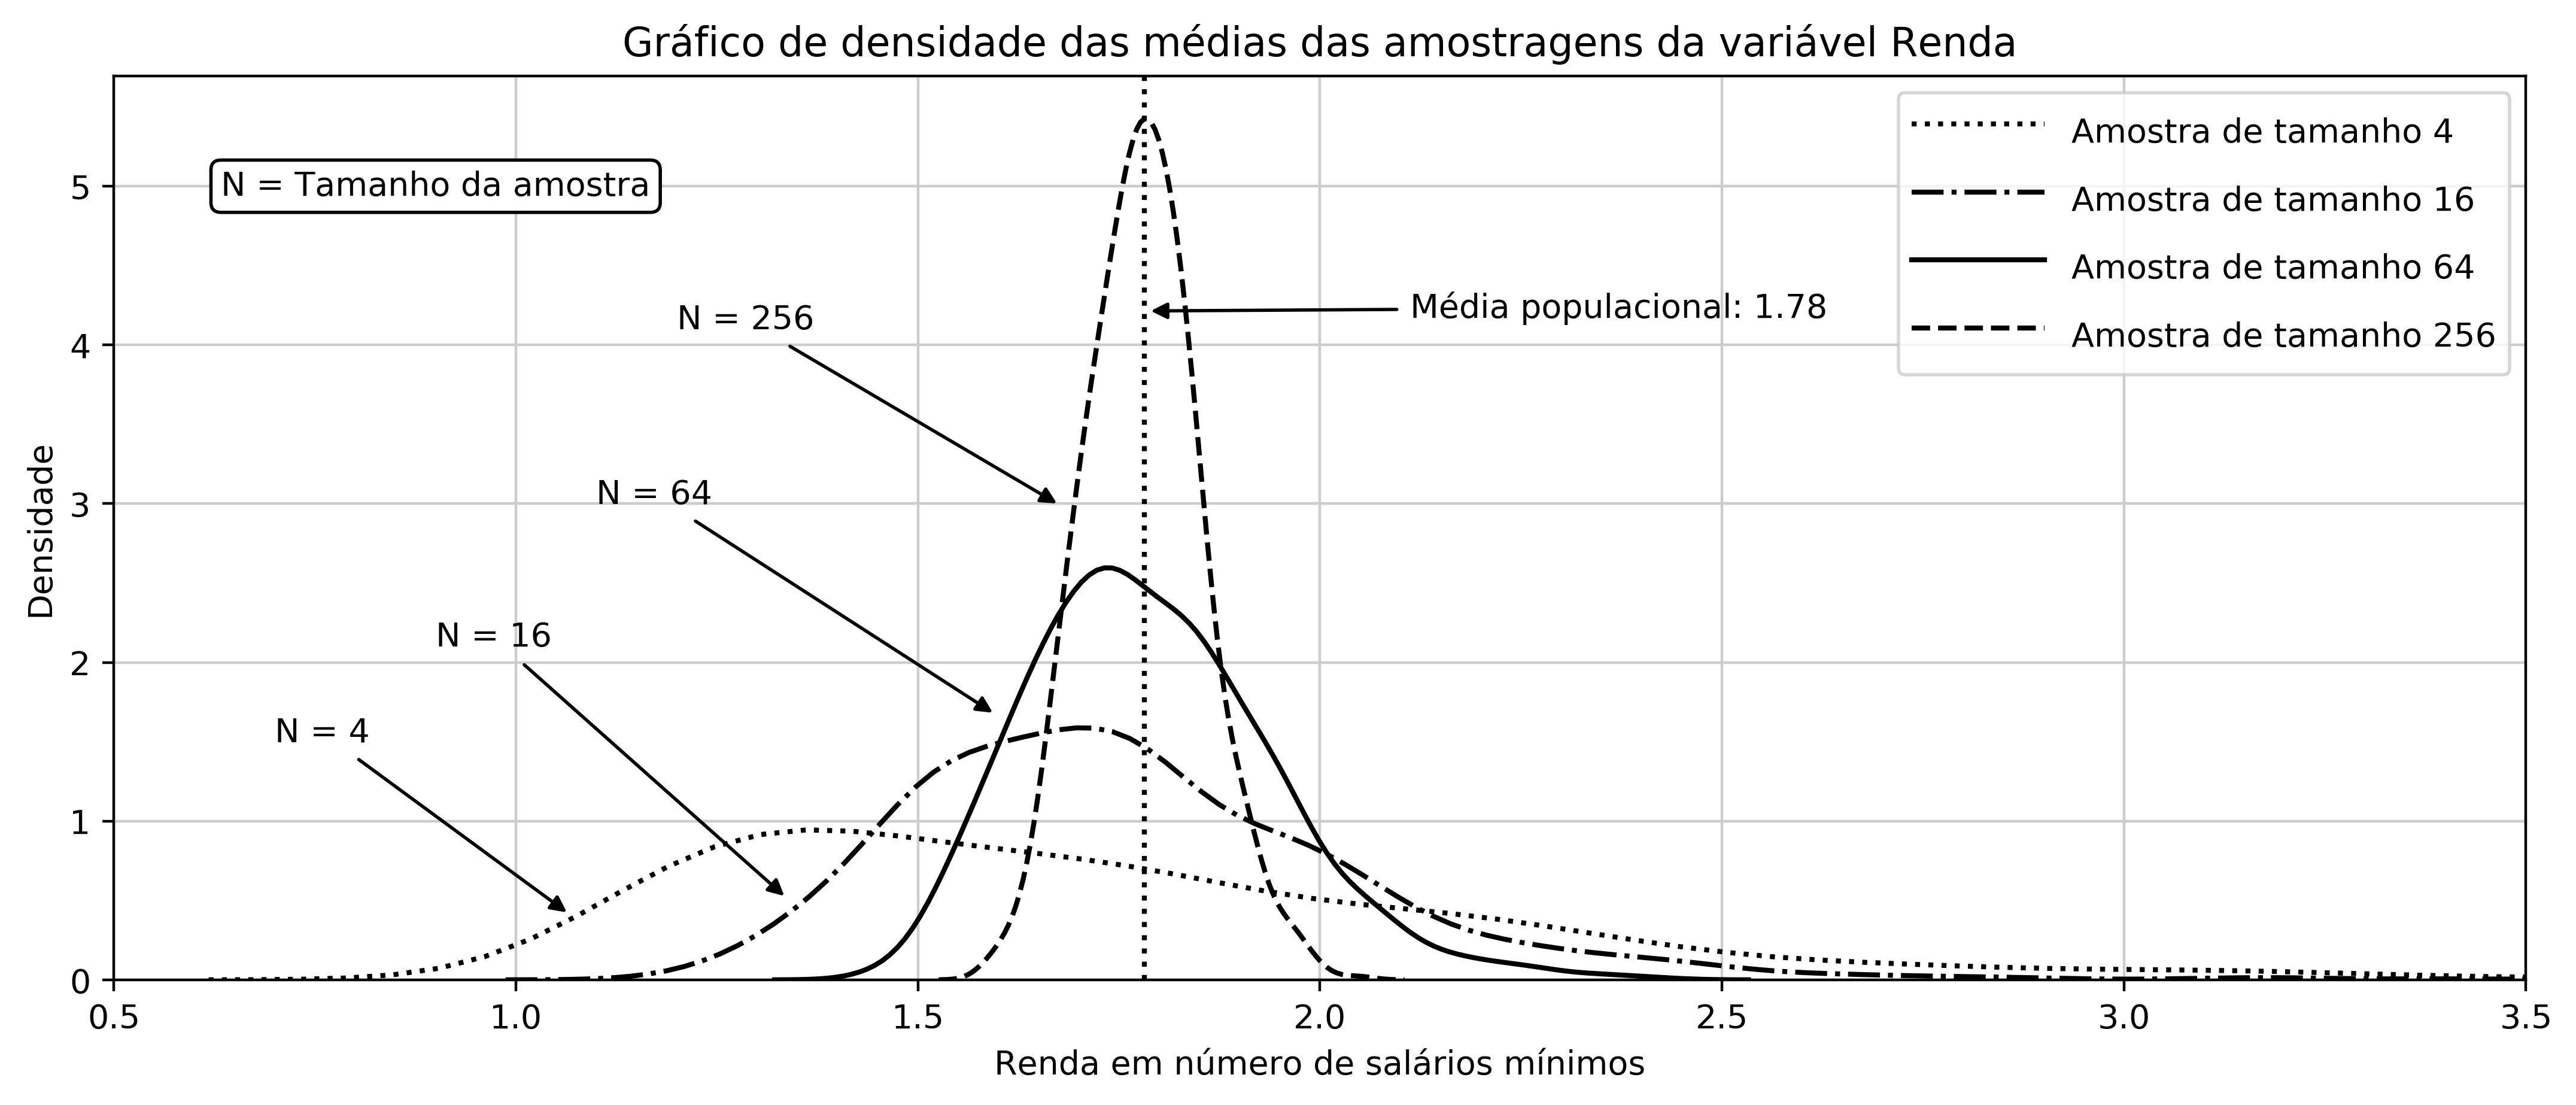 Gráfico de densidade das médias das amostragens da variável Renda
Amostra de tamanho 4
Amostra de tamanho 16
Amostra de tamanho 64
Amostra de tamanho 256
N = Tamanho da amostra
N = 256
Média populacional: 1.78
N = 64
N = 16
N = 4
Densidade
5
4
3
2
1
0
0.5 1.0 1.5 2.0 2.5 3.0 3.5
Renda em número de salários mínimos